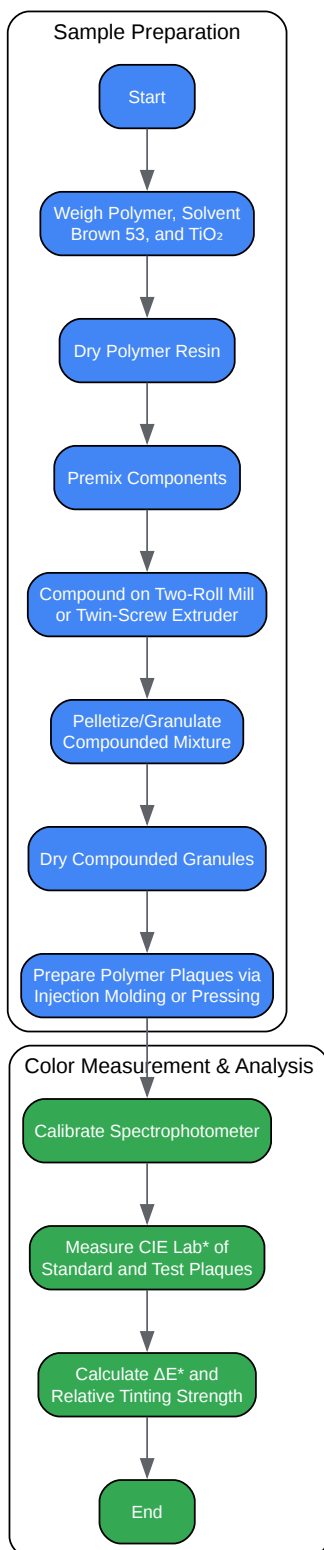 Sample Preparation
Start
Weigh Polymer, Solvent
Brown 53, and TiO₂
Dry Polymer Resin
Premix Components
Compound on Two-Roll Mill
or Twin-Screw Extruder
Pelletize/Granulate
Compounded Mixture
Dry Compounded Granules
Prepare Polymer Plaques via
Injection Molding or Pressing
Color Measurement & Analysis
Calibrate Spectrophotometer
Measure CIE Lab* of
Standard and Test Plaques
Calculate ΔE* and
Relative Tinting Strength
End